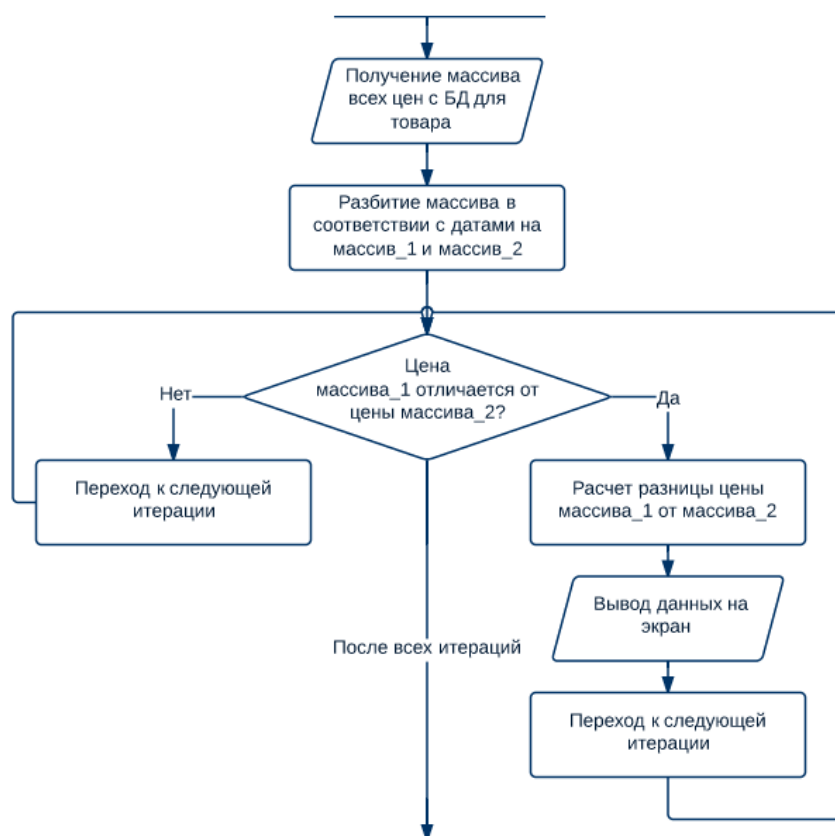 Получение массива
всех цен с БД для
товара
Разбитие массива в
соответствии с датами на
массив_1 и массив_2
Цена
массива_1 отличается от
цены массива_2?
Нет
Да
Переход к следующей
итерации
Расчет разницы цены
массива_1 от массива_2
Вывод данных на
экран
После всех итераций
Переход к следующей
итерации